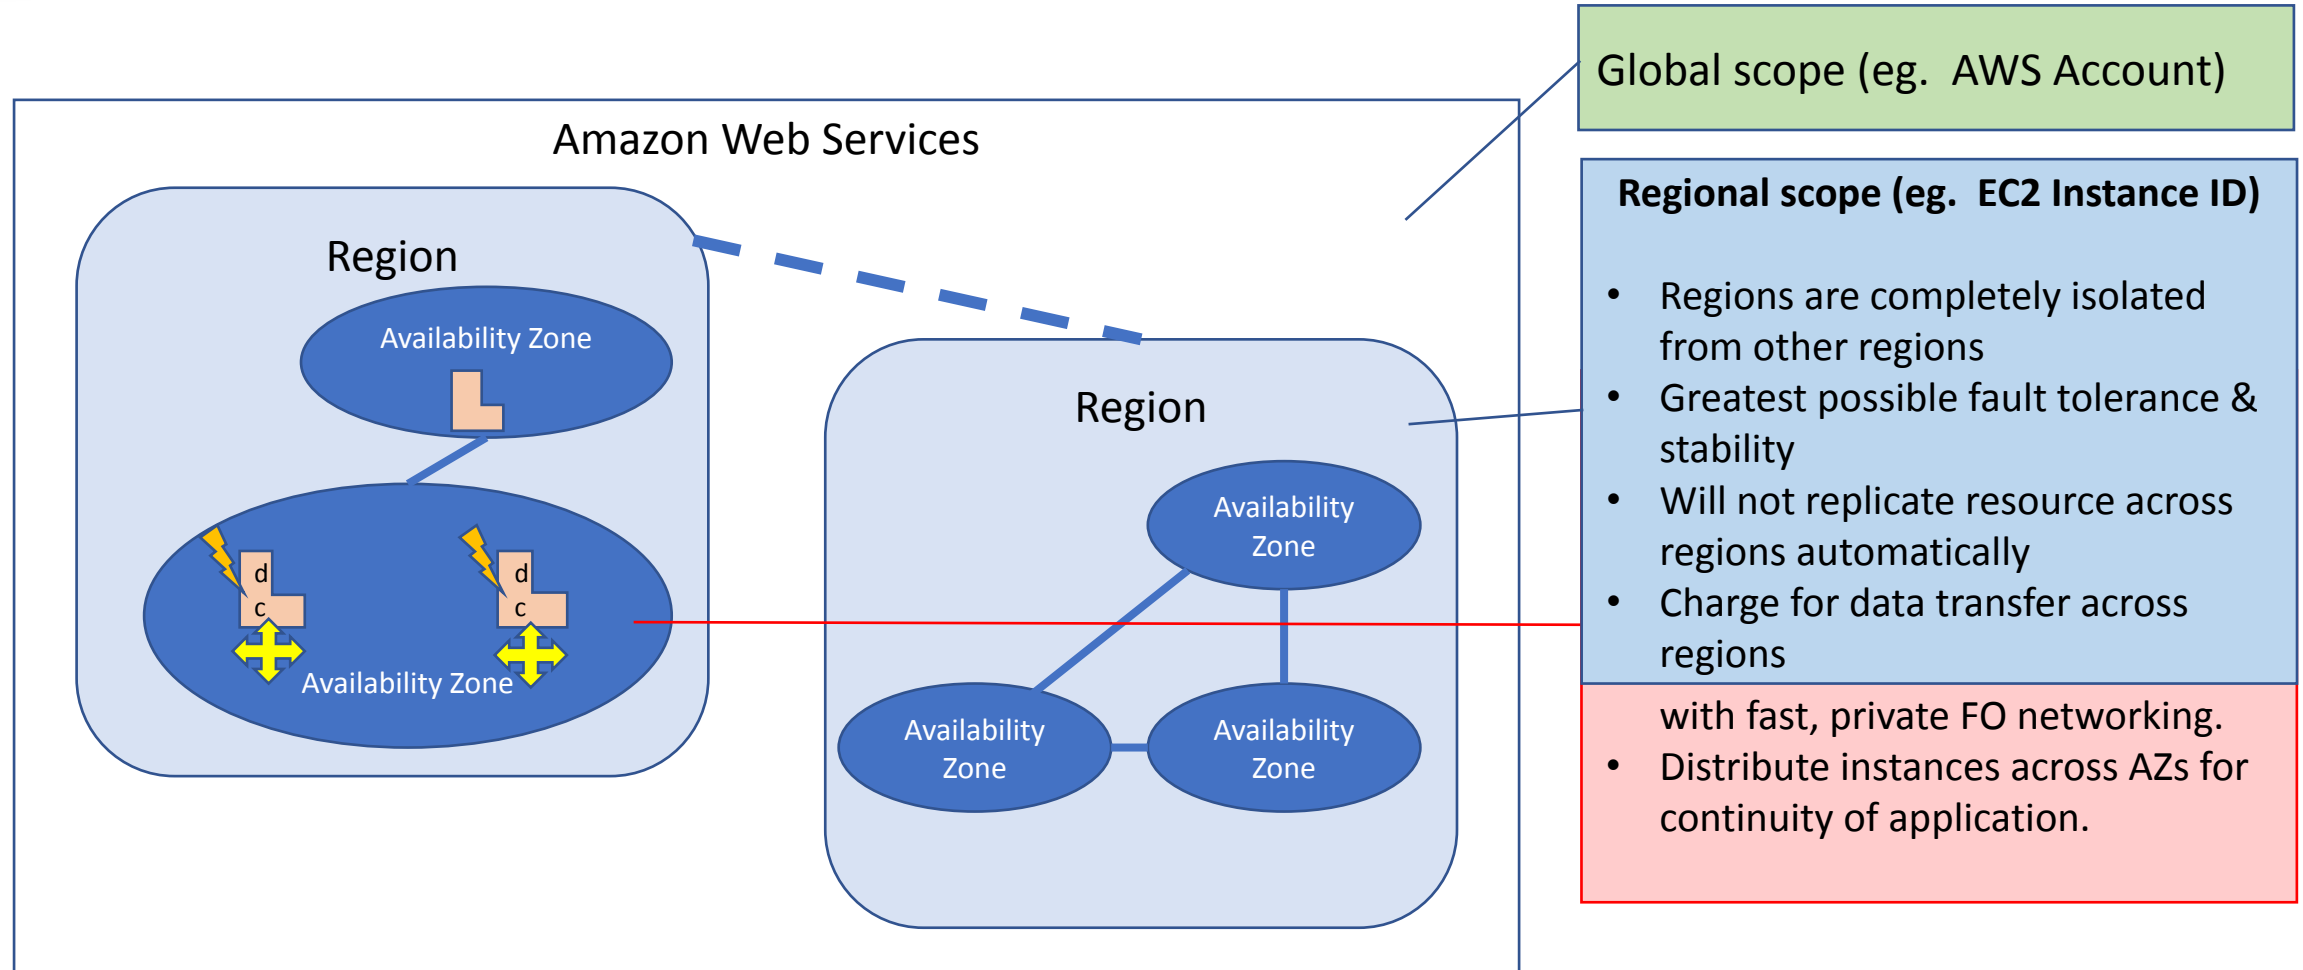 Global scope (eg.  AWS Account)
Amazon Web Services
Region
Availability Zone
d
c
d
c
Availability Zone
Region
Availability
Zone
Availability
Zone
Availability
Zone
Regional scope (eg.  EC2 Instance ID)
• Regions are completely isolated
from other regions
• Greatest possible fault tolerance &
stability
• Will not replicate resource across
regions automatically
• Charge for data transfer across
regions
with fast, private FO networking.
• Distribute instances across AZs for
continuity of application.